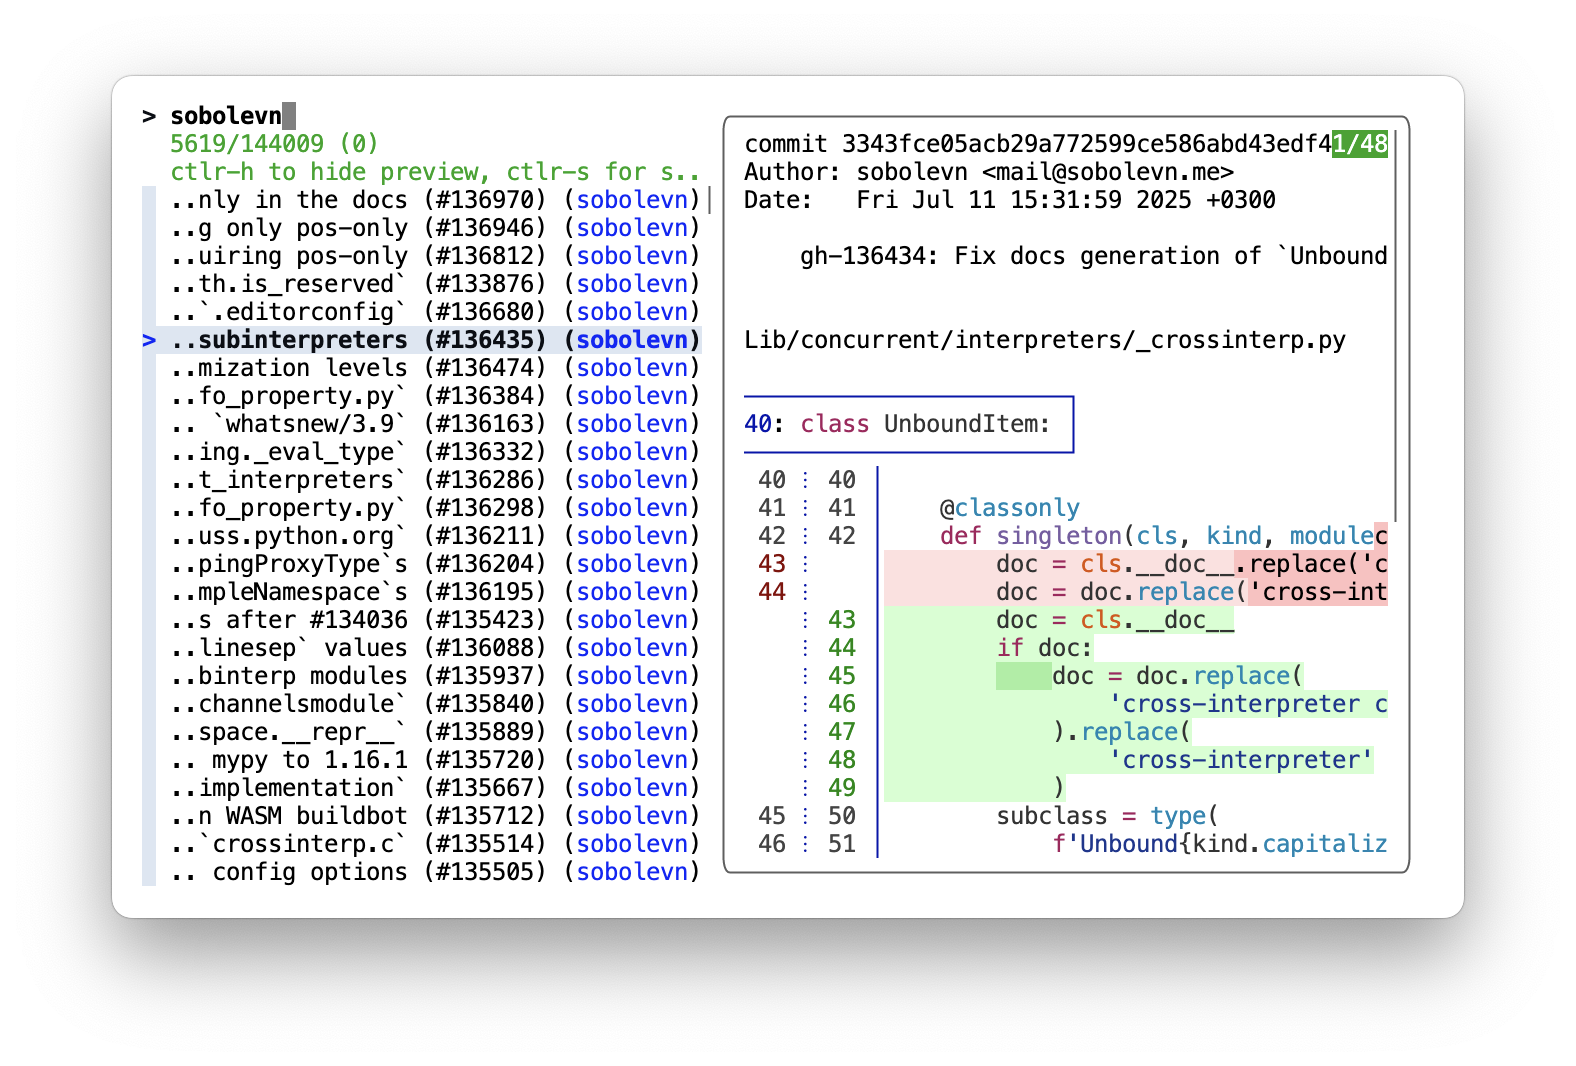 > sobolevn
5619/144009 (0)
ctlr-h to hide preview, ctlr-s for s..
..nly in the docs (#136970) (sobolevn)
..g only pos-only (#136946) (sobolevn)
..uiring pos-only (#136812) (sobolevn)
..th.is_reserved` (#133876) (sobolevn)
..`.editorconfig` (#136680) (sobolevn)
> ..subinterpreters (#136435) (sobolevn)
..mization levels (#136474) (sobolevn)
..fo_property.py` (#136384) (sobolevn)
.. `whatsnew/3.9` (#136163) (sobolevn)
..ing._eval_type` (#136332) (sobolevn)
..t_interpreters` (#136286) (sobolevn)
..fo_property.py` (#136298) (sobolevn)
..uss.python.org` (#136211) (sobolevn)
..pingProxyType`s (#136204) (sobolevn)
..mpleNamespace`s (#136195) (sobolevn)
..s after #134036 (#135423) (sobolevn)
..linesep` values (#136088) (sobolevn)
..binterp modules (#135937) (sobolevn)
..channelsmodule` (#135840) (sobolevn)
..space.__repr__` (#135889) (sobolevn)
.. mypy to 1.16.1 (#135720) (sobolevn)
..implementation` (#135667) (sobolevn)
..n WASM buildbot (#135712) (sobolevn)
..`crossinterp.c` (#135514) (sobolevn)
.. config options (#135505) (sobolevn)
commit 3343fce05acb29a772599ce586abd43edf41/48
Author: sobolevn <mail@sobolevn.me>
Date:   Fri Jul 11 15:31:59 2025 +0300
gh-136434: Fix docs generation of `Unbound
Lib/concurrent/interpreters/_crossinterp.py
40: class UnboundItem:
40 ⋮ 40
41 ⋮ 41 @classonly
42 ⋮ 42 def singleton(cls, kind, modulec
43 ⋮ doc = cls.__doc__.replace('c
44 ⋮ doc = doc.replace('cross-int
⋮ 43 doc = cls.__doc__
⋮ 44 if doc:
⋮ 45 doc = doc.replace(
⋮ 46 'cross-interpreter c
⋮ 47 ).replace(
⋮ 48 'cross-interpreter'
⋮ 49 )
45 ⋮ 50 subclass = type(
46 ⋮ 51 f'Unbound{kind.capitaliz